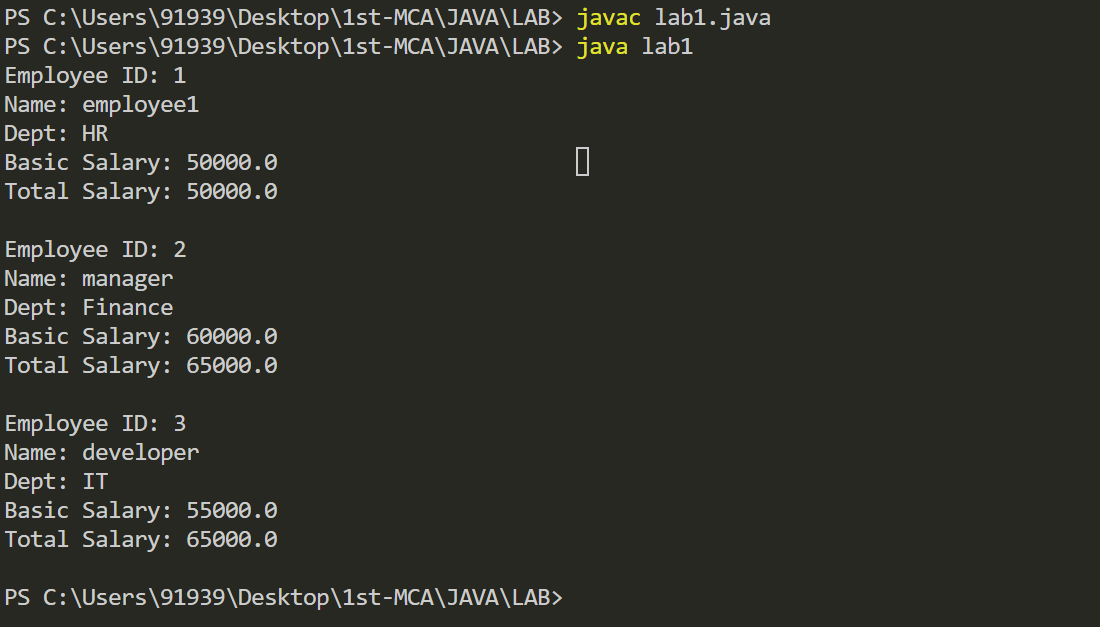 PS C:\Users\91939\Desktop\1st-MCA\JAVA\LAB> javac lab1.java
PS C:\Users\91939\Desktop\1st-MCA\JAVA\LAB> java lab1
Employee ID: 1
Name: employee1
Dept: HR
Basic Salary: 50000.0
Total Salary: 50000.0
Employee ID: 2
Name: manager
Dept: Finance
Basic Salary: 60000.0
Total Salary: 65000.0
Employee ID: 3
Name: developer
Dept: IT
Basic Salary: 55000.0
Total Salary: 65000.0
PS C:\Users\91939\Desktop\1st-MCA\JAVA\LAB>